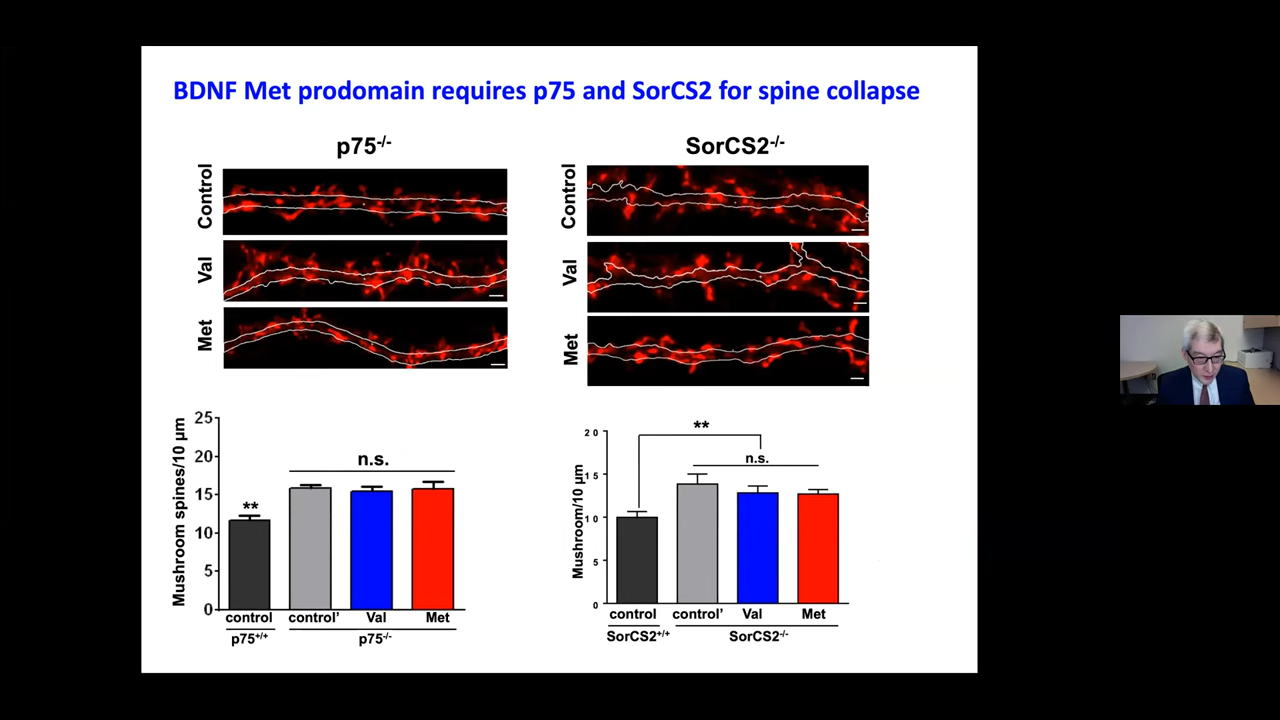 BDNF Met prodomain requires p75 and SorCS2 for spine collapse
p75-/-
Control
Val
Met
SorCS2-/-
Control
Val
Met
Mushroom spines/10 µm
25
20
15
10
5
0
**
n.s.
control
control’
Val
Met
p75+/+
p75-/-
Mushroom/10 µm
20
15
10
5
0
**
n.s.
control
control’
Val
Met
SorCS2+/+
SorCS2-/-